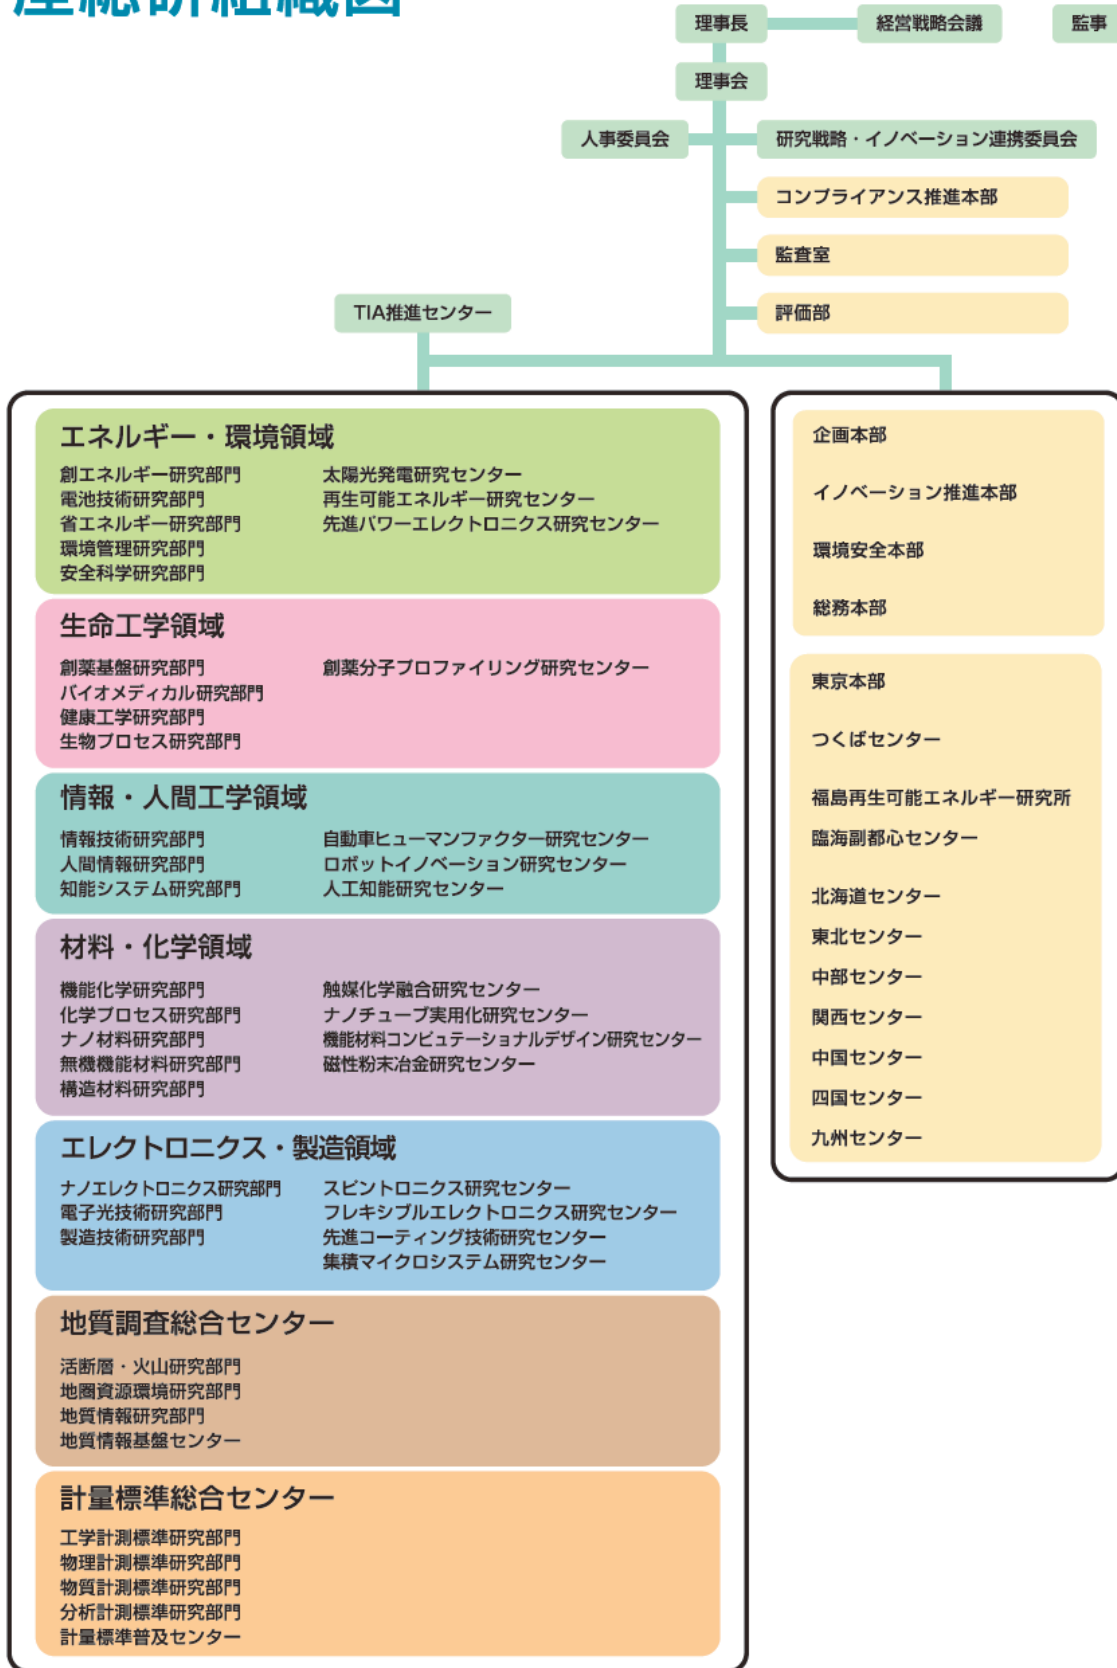 産総研組織図
理事長
経営戦略会議
監事
理事会
人事委員会
研究戦略・イノベーション連携委員会
コンプライアンス推進本部
監査室
評価部
TIA推進センター
エネルギー・環境領域
創エネルギー研究部門
電池技術研究部門
省エネルギー研究部門
環境管理研究部門
安全科学研究部門
太陽光発電研究センター
再生可能エネルギー研究センター
先進パワーエレクトロニクス研究センター
生命工学領域
創薬基盤研究部門
バイオメディカル研究部門
健康工学研究部門
生物プロセス研究部門
創薬分子プロファイリング研究センター
情報・人間工学領域
情報技術研究部門
人間情報研究部門
知能システム研究部門
自動車ヒューマンファクター研究センター
ロボットイノベーション研究センター
人工知能研究センター
材料・化学領域
機能化学研究部門
化学プロセス研究部門
ナノ材料研究部門
無機機能材料研究部門
構造材料研究部門
触媒化学融合研究センター
ナノチューブ実用化研究センター
機能材料コンピュテーショナルデザイン研究センター
磁性粉末冶金研究センター
エレクトロニクス・製造領域
ナノエレクトロニクス研究部門
電子光技術研究部門
製造技術研究部門
スピントロニクス研究センター
フレキシブルエレクトロニクス研究センター
先進コーティング技術研究センター
集積マイクロシステム研究センター
地質調査総合センター
活断層・火山研究部門
地圏資源環境研究部門
地質情報研究部門
地質情報基盤センター
計量標準総合センター
工学計測標準研究部門
物理計測標準研究部門
物質計測標準研究部門
分析計測標準研究部門
計量標準普及センター
企画本部
イノベーション推進本部
環境安全本部
総務本部
東京本部
つくばセンター
福島再生可能エネルギー研究所
臨海副都心センター
北海道センター
東北センター
中部センター
関西センター
中国センター
四国センター
九州センター